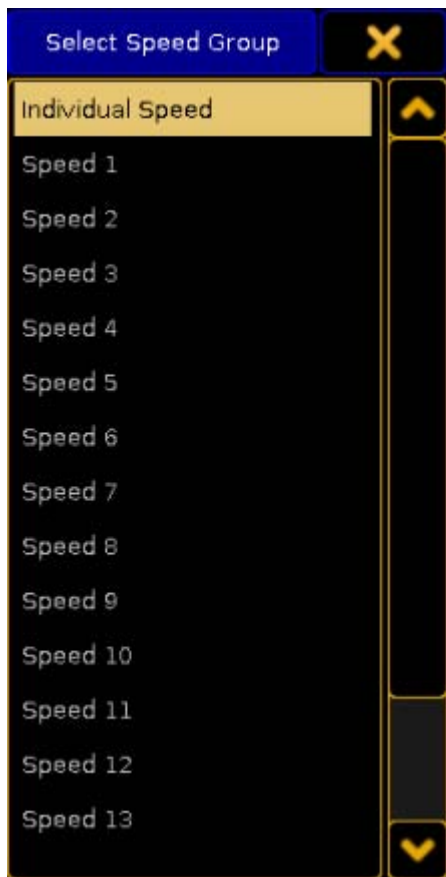 Select Speed Group
Individual Speed
Speed 1
Speed 2
Speed 3
Speed 4
Speed 5
Speed 6
Speed 7
Speed 8
Speed 9
Speed 10
Speed 11
Speed 12
Speed 13